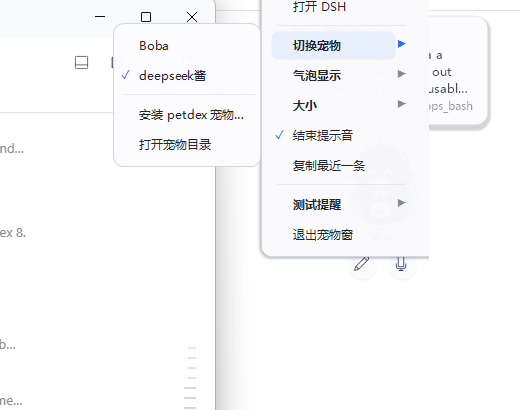 打开 DSH
Boba
deepseek酱
安装 petdex 宠物...
打开宠物目录
切换宠物
气泡显示
大小
结束提示音
复制最近一条
测试提醒
退出宠物窗
a a
out
usabl...
ops_bash
nd...
ex 8.
b...
me...